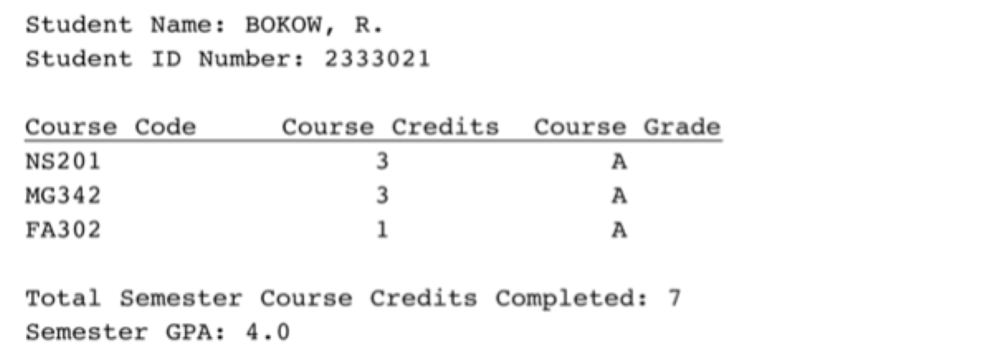 Student Name: BOKOW, R.
Student ID Number: 2333021
Course Code Course Credits Course Grade
NS201 3 A
MG342 3 A
FA302 1 A
Total Semester Course Credits Completed: 7
Semester GPA: 4.0